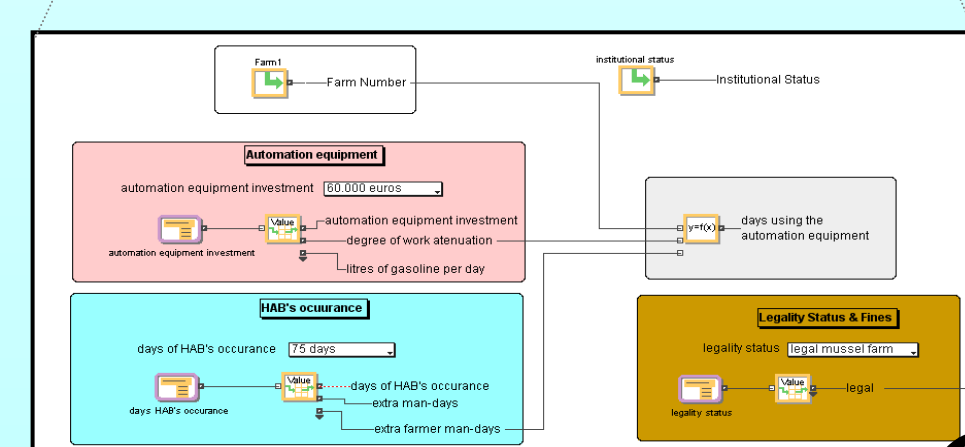 Farm1
Farm Number
institutional status
Institutional Status
Automation equipment
automation equipment investment 60.000 euros
Value
automation equipment investment
degree of work atenuation
litres of gasoline per day
automation equipment investment
y=f(x)
days using the
automation equipment
HAB's ocuurance
days of HAB's occurance 75 days
Value
days of HAB's occurance
extra man-days
extra farmer man-days
days HAB's occurance
Legality Status & Fines
legality status legal mussel farm
Value
legal
legality status